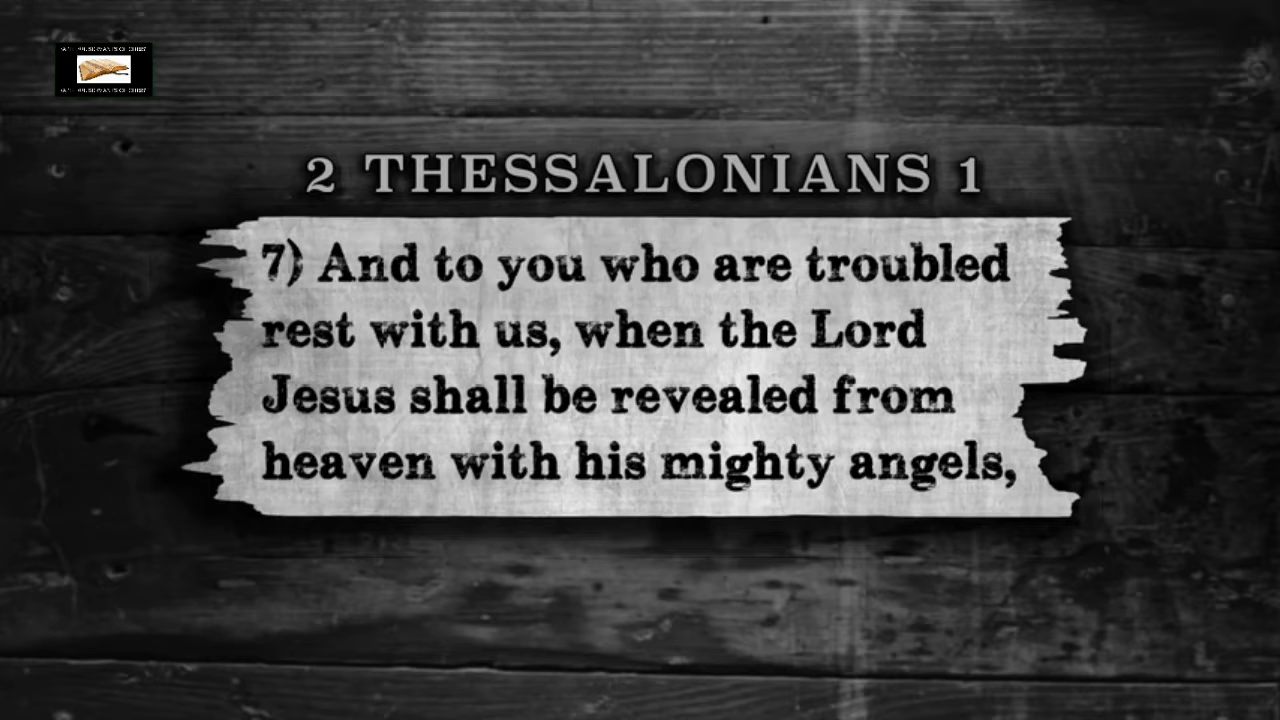 2 THESSALONIANS 1
7) And to you who are troubled
rest with us, when the Lord
Jesus shall be revealed from
heaven with his mighty angels,